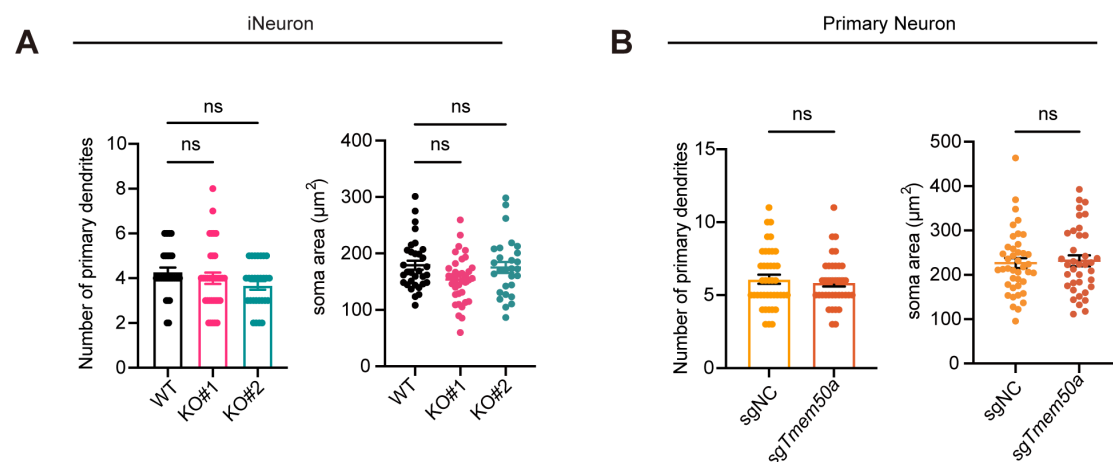 A
iNeuron
ns
ns
Number of primary dendrites
10
8
6
4
2
0
WT
KO#1
KO#2
ns
ns
soma area (µm²)
400
300
200
100
0
WT
KO#1
KO#2
B
Primary Neuron
ns
Number of primary dendrites
15
10
5
0
sgNC
sgTmem50a
ns
soma area (µm²)
500
400
300
200
100
0
sgNC
sgTmem50a